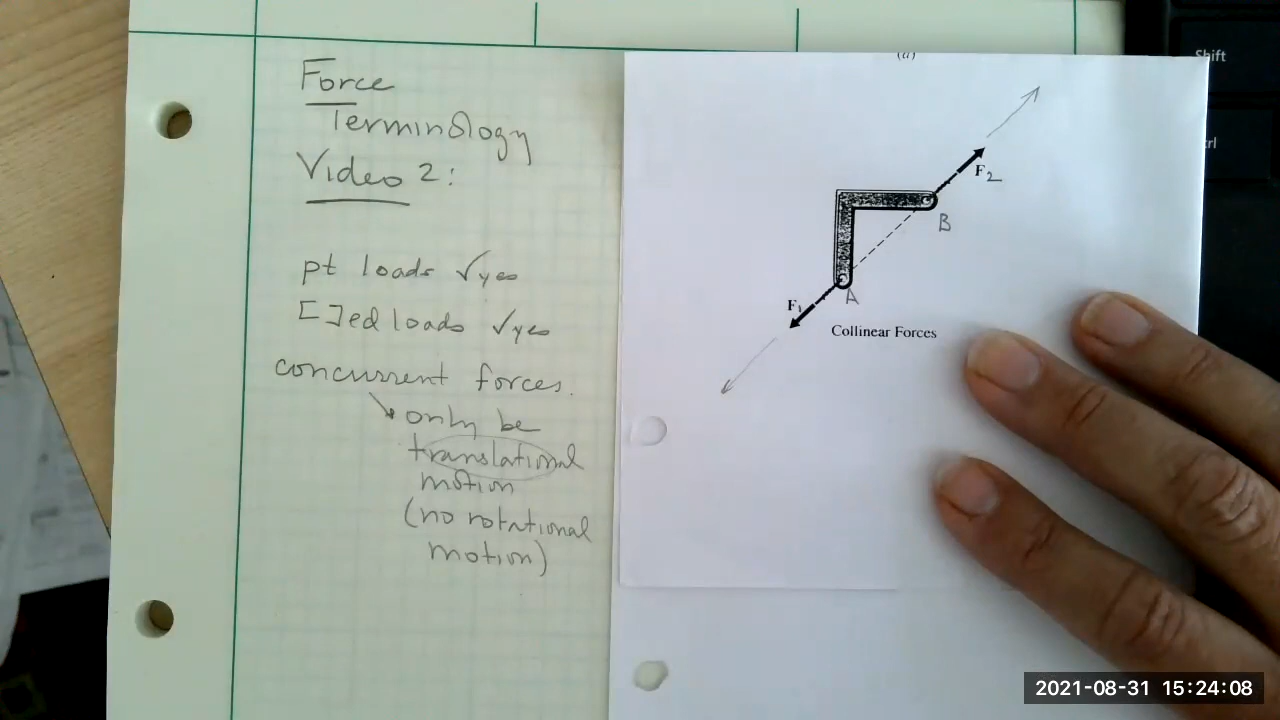 Force
Terminology
Video 2:
pt loads ✓yes
[ ]ed loads ✓yes
concurrent forces.
only be
translational
motion
(no rotational
motion)
(a)
F2
B
A
F1
Collinear Forces
Shift
2021-08-31 15:24:08